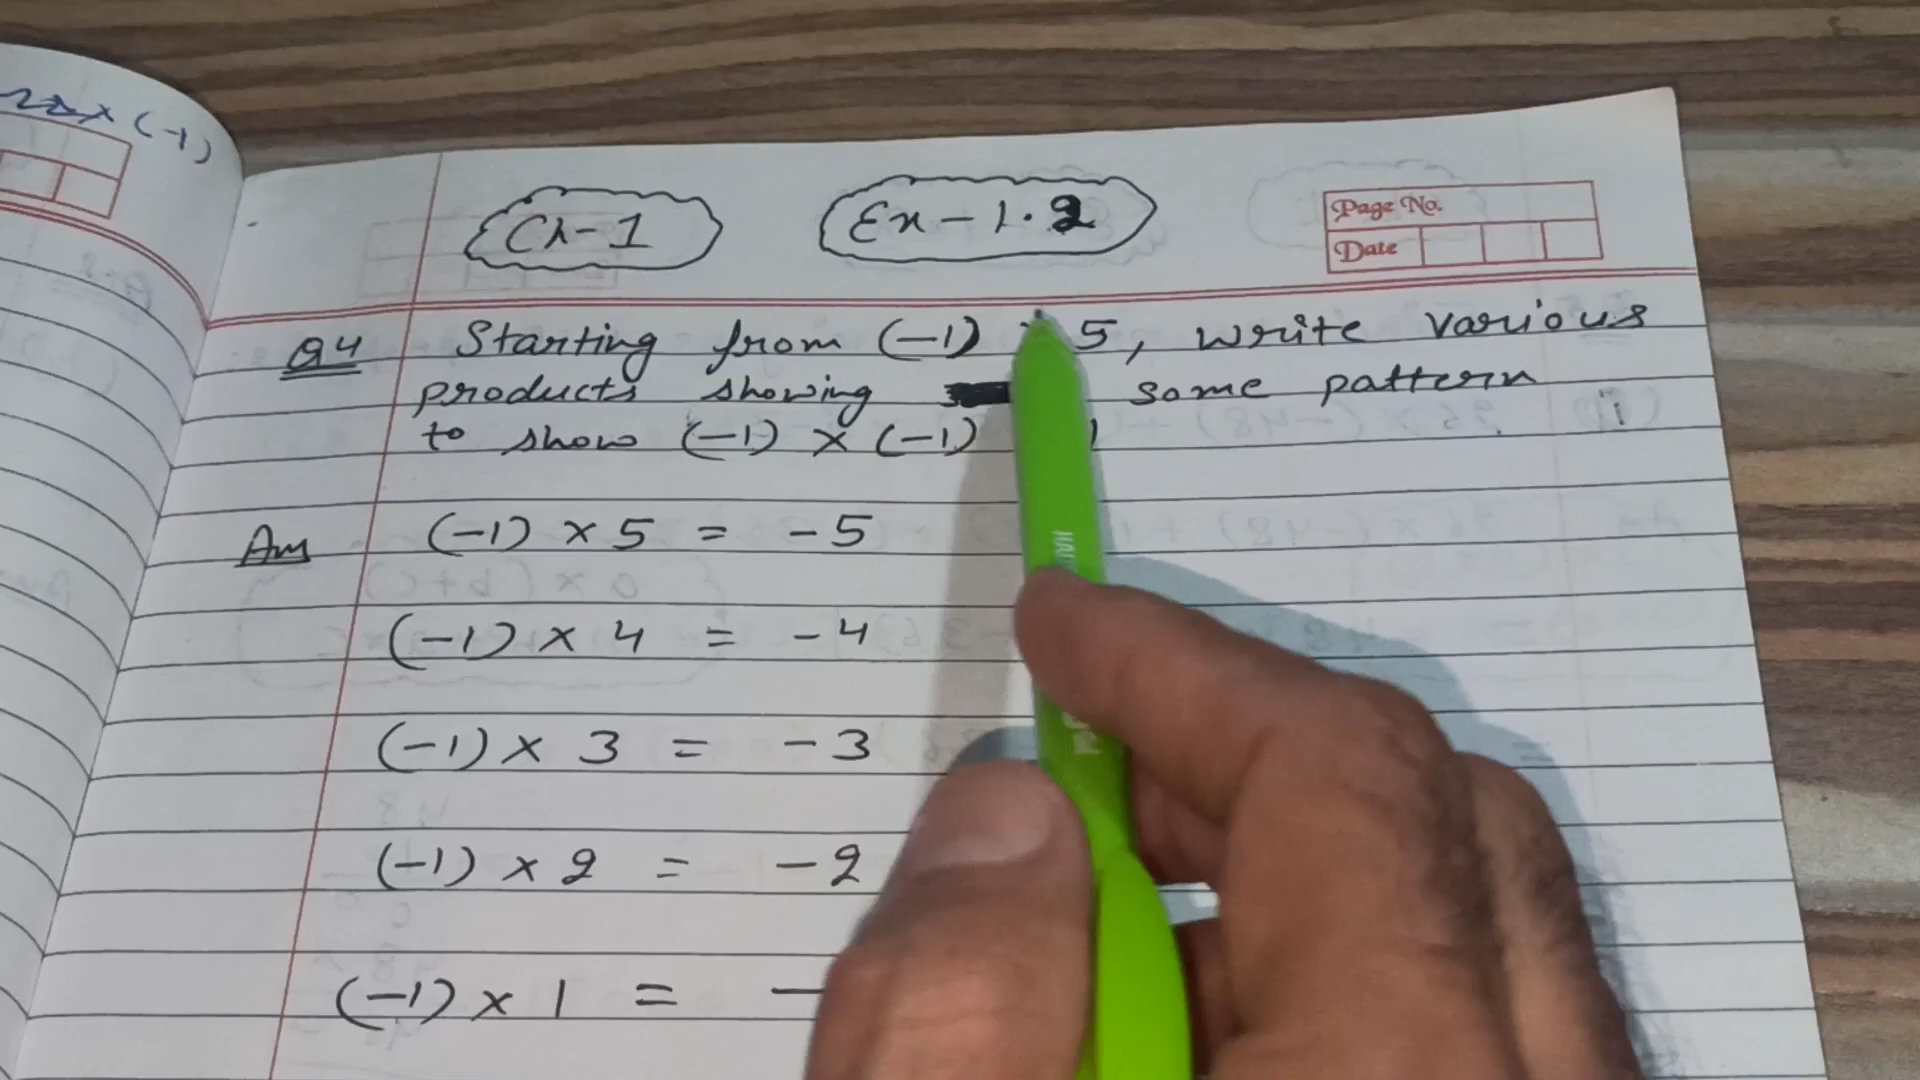 × (-1)
Ch-1 Ex-1.2
Page No.
Date
Q4 Starting from (-1) × 5, write various
products showing some pattern
to show (-1) × (-1) 1
Ans (-1) × 5 = -5
(-1) × 4 = -4
(-1) × 3 = -3
(-1) × 2 = -2
(-1) × 1 = -